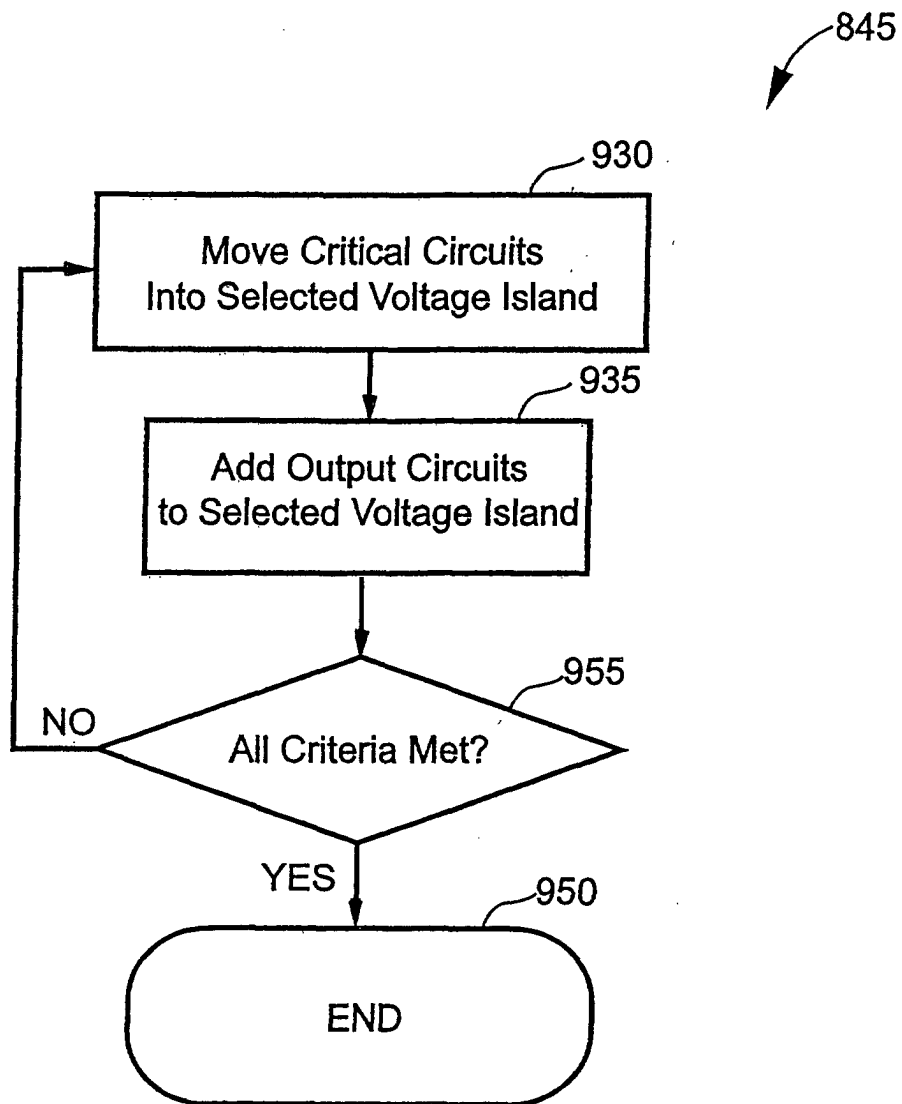 845
930
Move Critical Circuits
Into Selected Voltage Island
935
Add Output Circuits
to Selected Voltage Island
955
NO
All Criteria Met?
YES
950
END